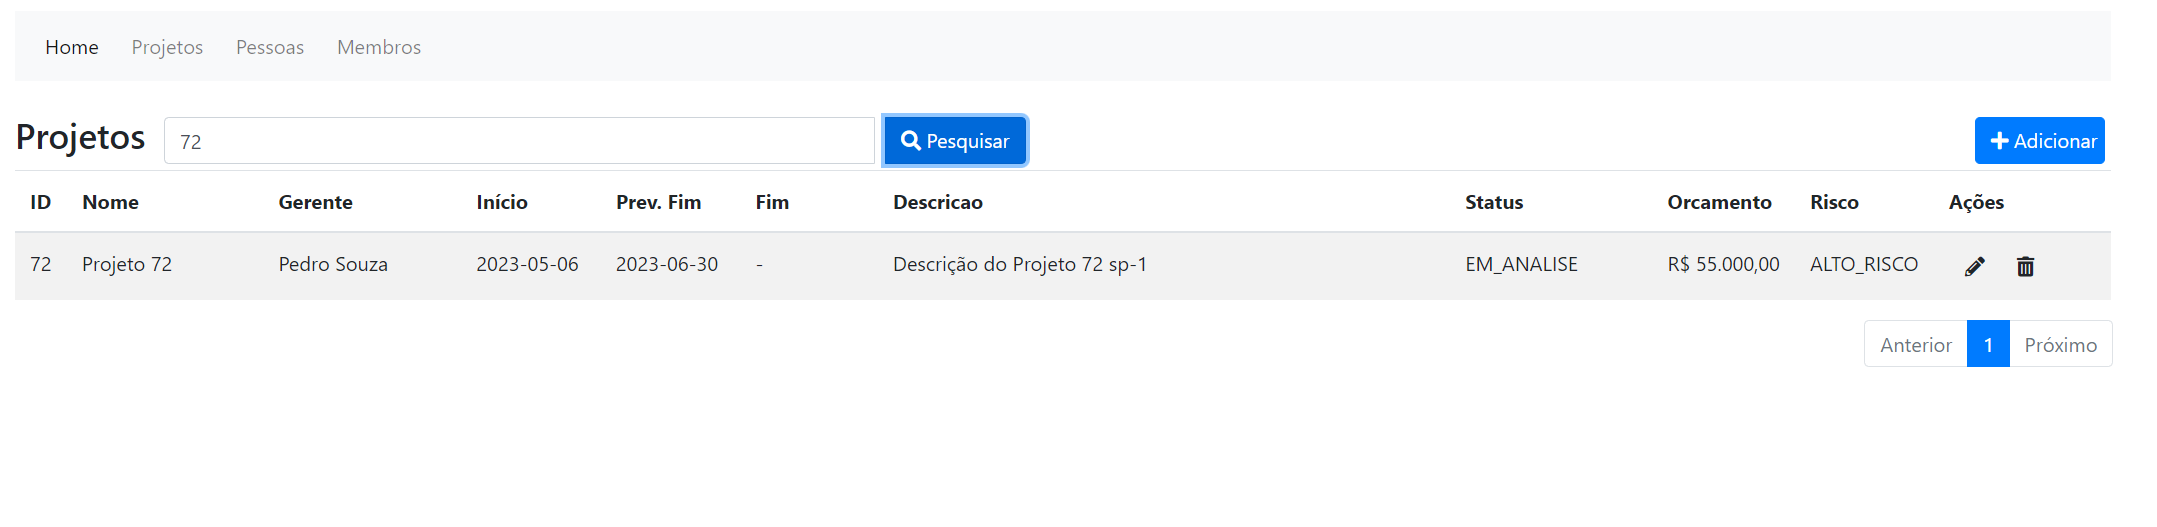 Home Projetos Pessoas Membros
Projetos 72 Pesquisar Adicionar
ID Nome Gerente Início Prev. Fim Fim Descricao Status Orcamento Risco Ações
72 Projeto 72 Pedro Souza 2023-05-06 2023-06-30 - Descrição do Projeto 72 sp-1 EM_ANALISE R$ 55.000,00 ALTO_RISCO
Anterior 1 Próximo